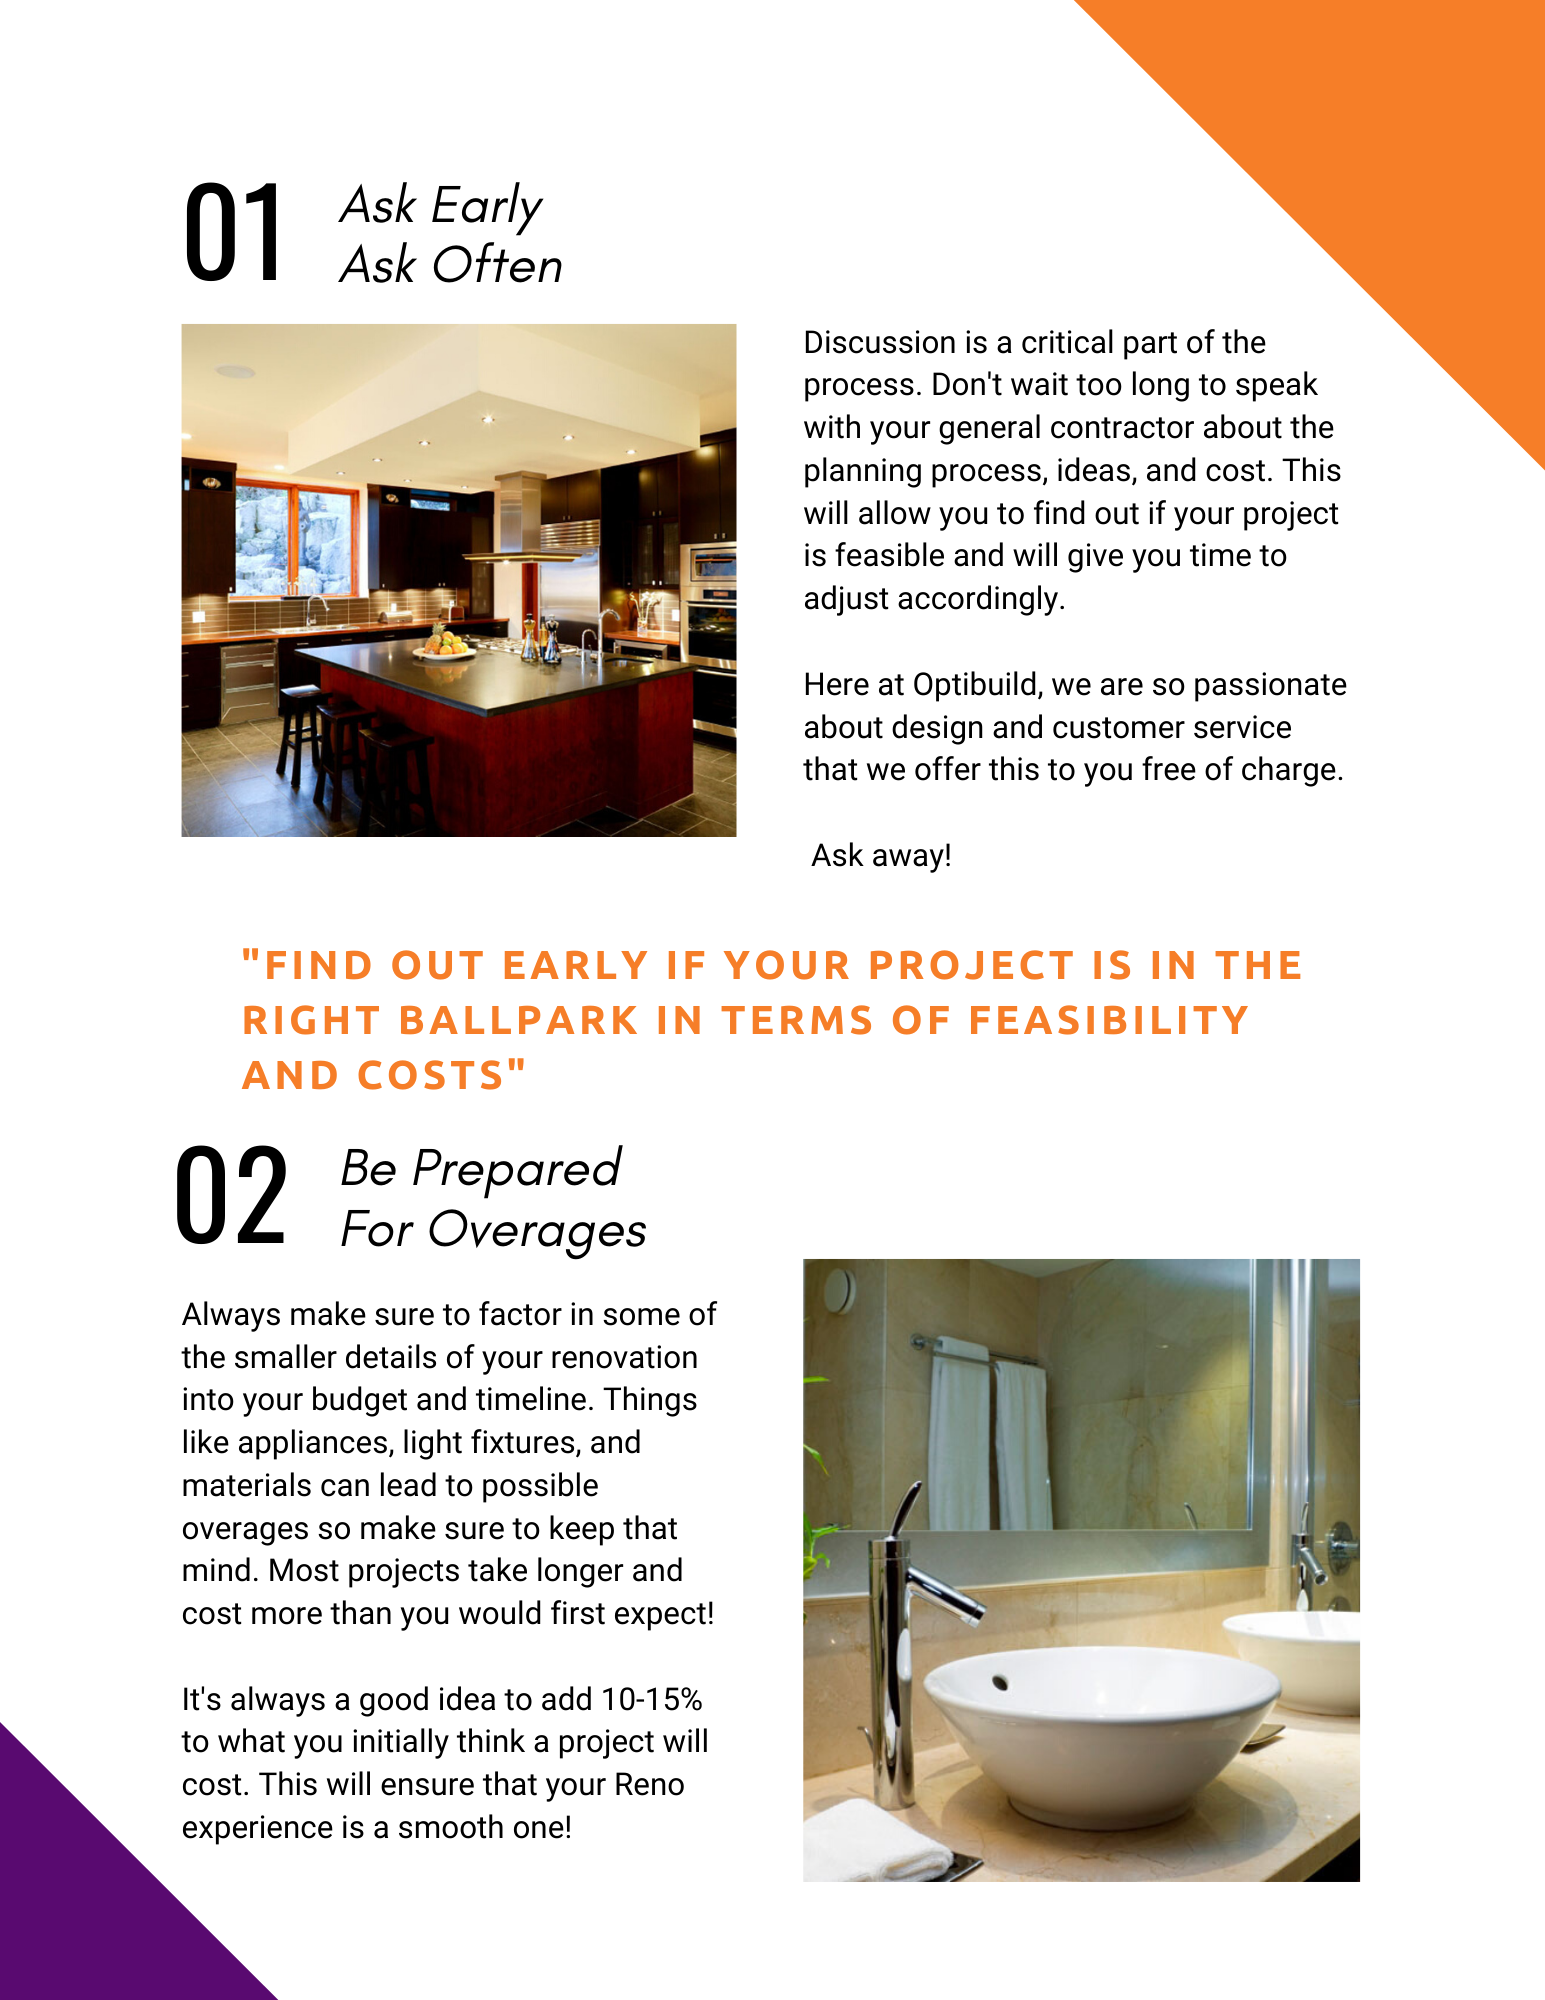 01
Ask Early
Ask Often
Discussion is a critical part of the
process. Don't wait too long to speak
with your general contractor about the
planning process, ideas, and cost. This
will allow you to find out if your project
is feasible and will give you time to
adjust accordingly.
Here at Optibuild, we are so passionate
about design and customer service
that we offer this to you free of charge.
Ask away!
"FIND OUT EARLY IF YOUR PROJECT IS IN THE
RIGHT BALLPARK IN TERMS OF FEASIBILITY
AND COSTS"
02
Be Prepared
For Overages
Always make sure to factor in some of
the smaller details of your renovation
into your budget and timeline. Things
like appliances, light fixtures, and
materials can lead to possible
overages so make sure to keep that
mind. Most projects take longer and
cost more than you would first expect!
It's always a good idea to add 10-15%
to what you initially think a project will
cost. This will ensure that your Reno
experience is a smooth one!